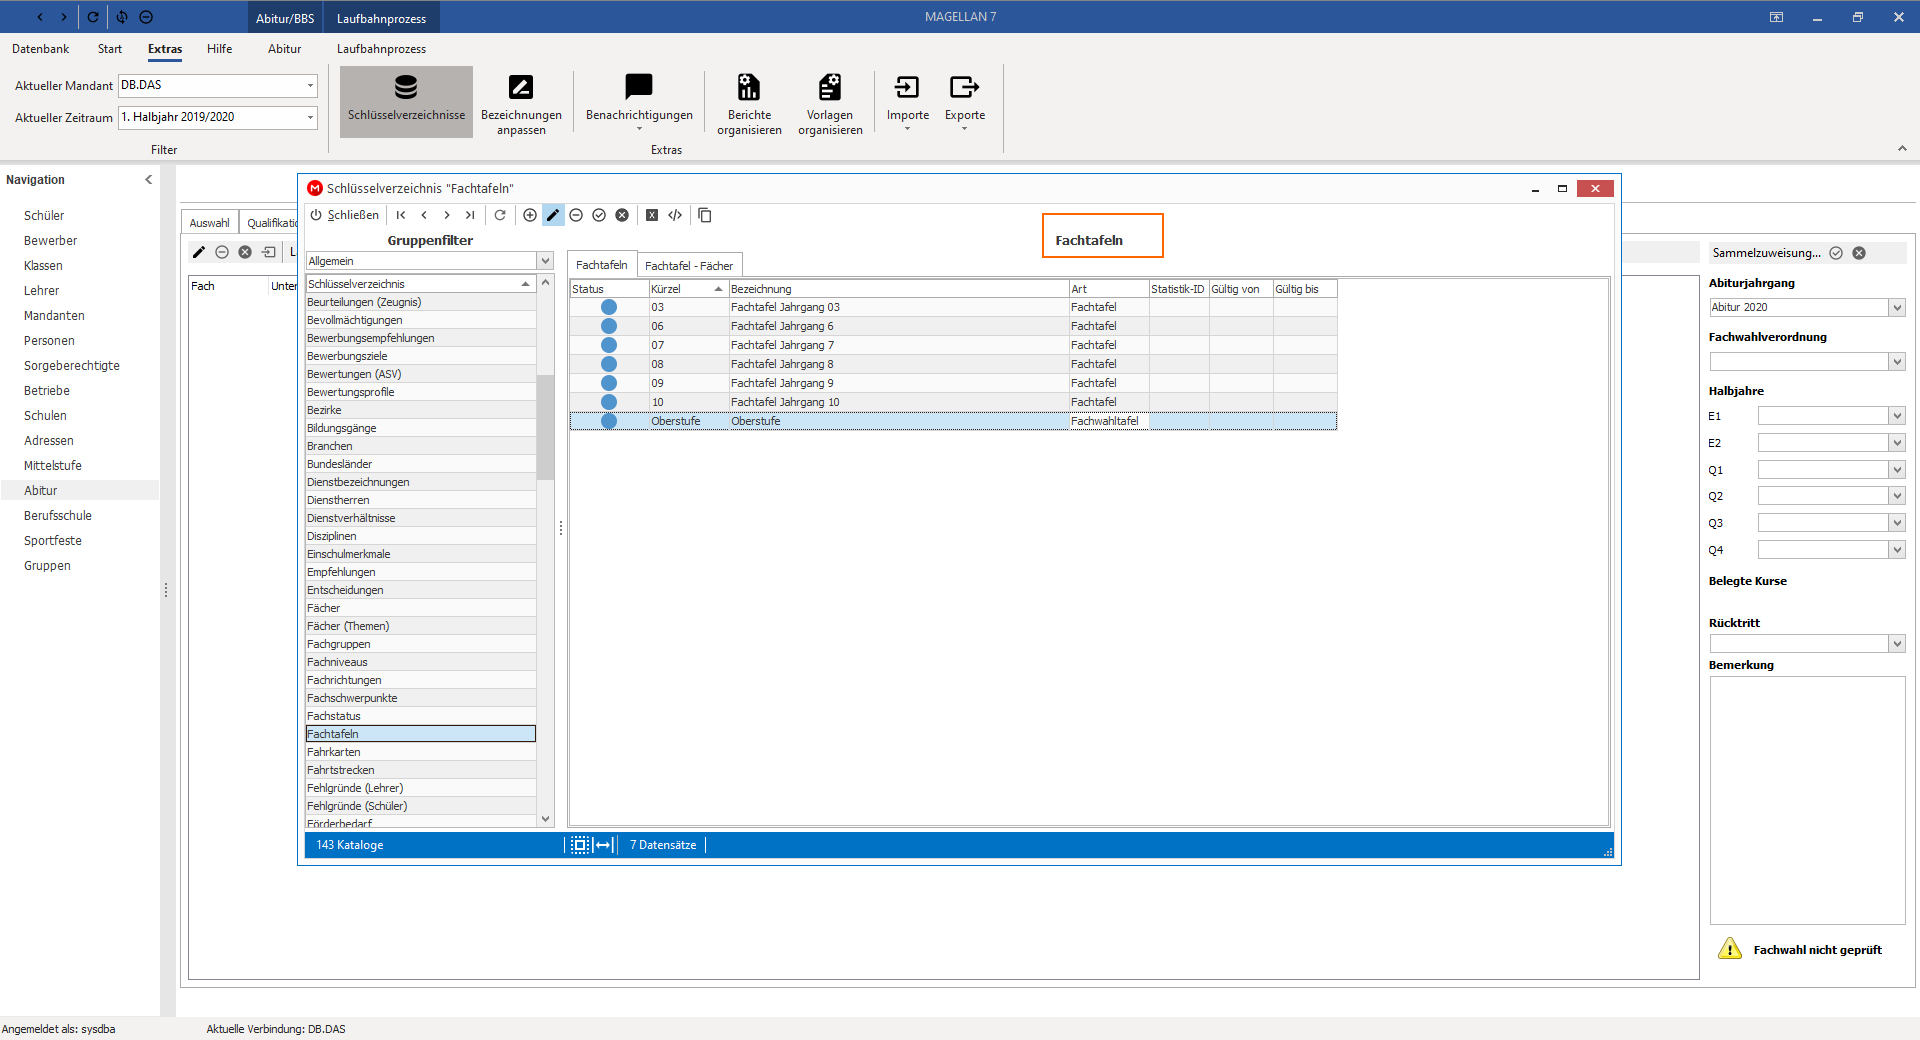 Abitur/BBS Laufbahnprozess MAGELLAN 7
Datenbank Start Extras Hilfe Abitur Laufbahnprozess
Aktueller Mandant DB.DAS
Aktueller Zeitraum 1. Halbjahr 2019/2020
Filter
Schlüsselverzeichnisse
Bezeichnungen anpassen
Benachrichtigungen
Berichte organisieren
Vorlagen organisieren
Importe
Exporte
Extras
Navigation
Schüler
Bewerber
Klassen
Lehrer
Mandanten
Personen
Sorgeberechtigte
Betriebe
Schulen
Adressen
Mittelstufe
Abitur
Berufsschule
Sportfeste
Gruppen
Auswahl
Fach
Schlüsselverzeichnis "Fachtafeln"
Schließen
Gruppenfilter
Allgemein
Schlüsselverzeichnis
Beurteilungen (Zeugnis)
Bevollmächtigungen
Bewerbungsempfehlungen
Bewerbungsziele
Bewertungen (ASV)
Bewertungsprofile
Bezirke
Bildungsgänge
Branchen
Bundesländer
Dienstbezeichnungen
Dienstherren
Dienstverhältnisse
Disziplinen
Einschulmerkmale
Empfehlungen
Entscheidungen
Fächer
Fächer (Themen)
Fachgruppen
Fachniveaus
Fachrichtungen
Fachschwerpunkte
Fachstatus
Fachtafeln
Fahrkarten
Fahrtstrecken
Fehlgründe (Lehrer)
Fehlgründe (Schüler)
Förderbedarf
Fachtafeln
Fachtafeln Fachtafel - Fächer
Status Kürzel Bezeichnung Art Statistik-ID Gültig von Gültig bis
03 Fachtafel Jahrgang 03 Fachtafel
06 Fachtafel Jahrgang 6 Fachtafel
07 Fachtafel Jahrgang 7 Fachtafel
08 Fachtafel Jahrgang 8 Fachtafel
09 Fachtafel Jahrgang 9 Fachtafel
10 Fachtafel Jahrgang 10 Fachtafel
Oberstufe Oberstufe Fachwahltafel
143 Kataloge 7 Datensätze
Sammelzuweisung...
Abiturjahrgang
Abitur 2020
Fachwahlverordnung
Halbjahre
E1
E2
Q1
Q2
Q3
Q4
Belegte Kurse
Rücktritt
Bemerkung
Fachwahl nicht geprüft
Angemeldet als: sysdba Aktuelle Verbindung: DB.DAS